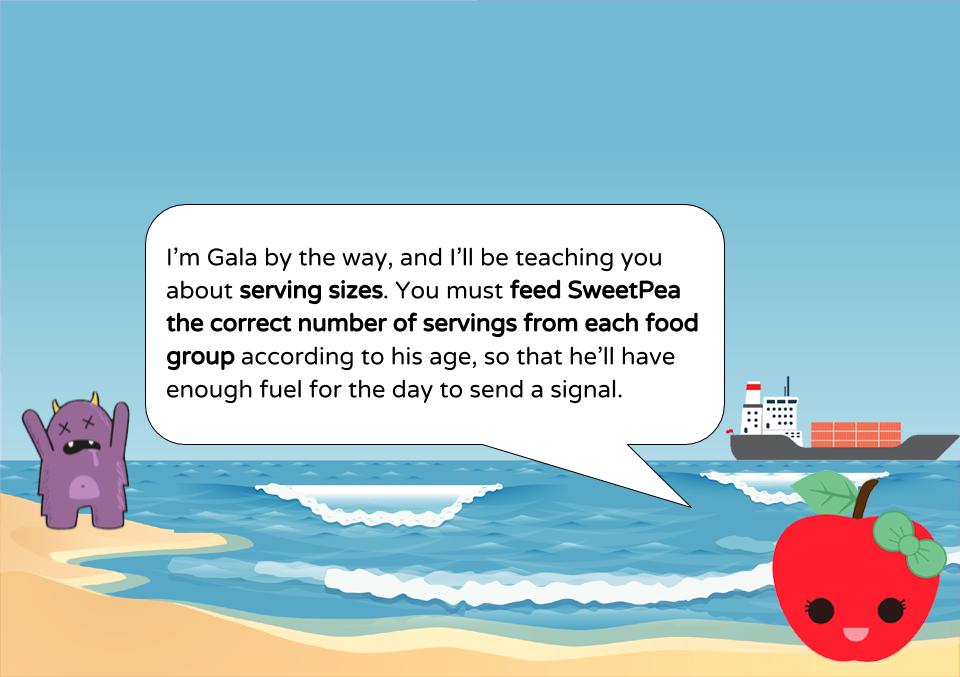 I’m Gala by the way, and I’ll be teaching you
about serving sizes. You must feed SweetPea
the correct number of servings from each food
group according to his age, so that he’ll have
enough fuel for the day to send a signal.